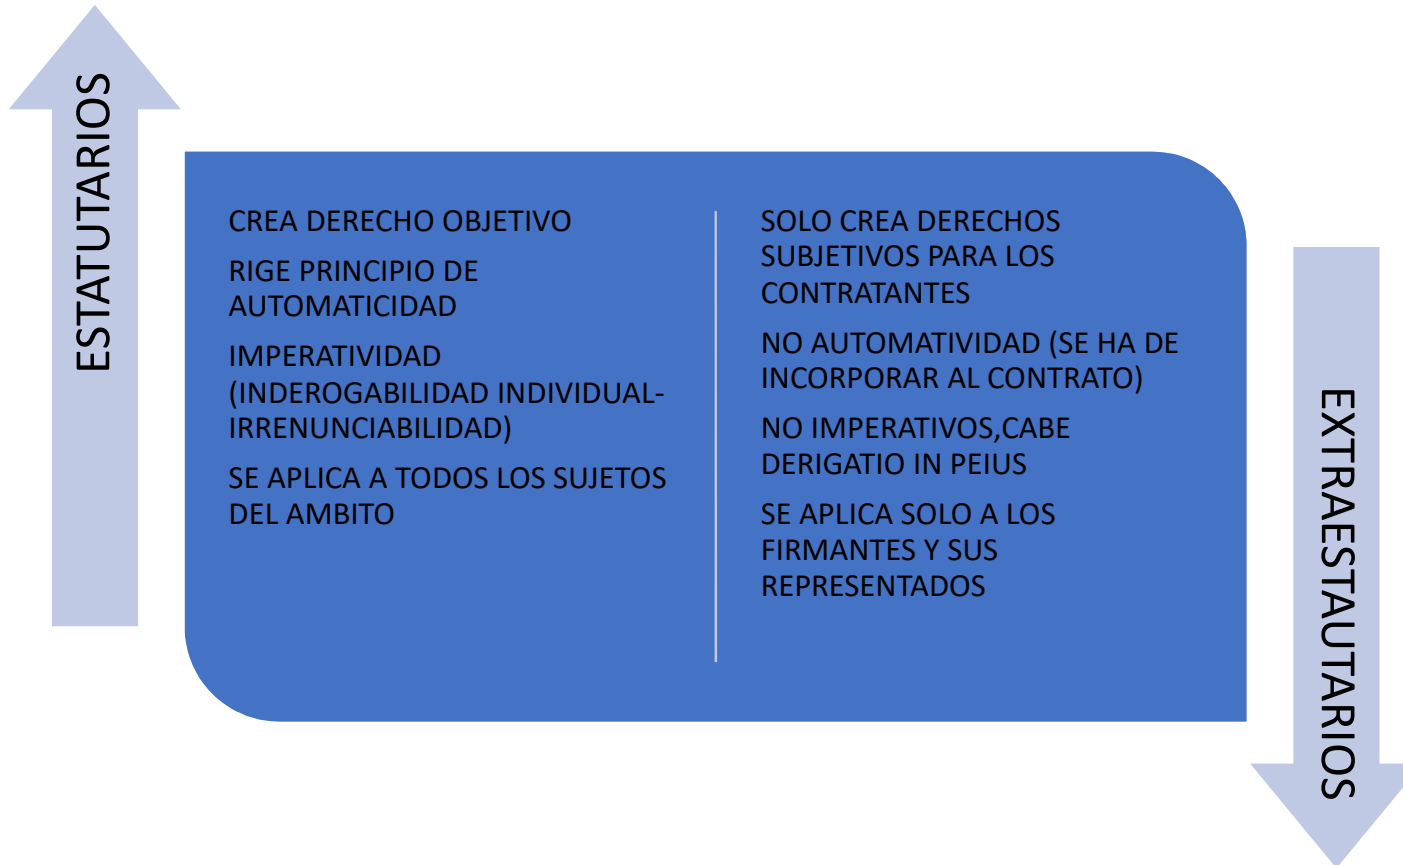 ESTATUTARIOS
CREA DERECHO OBJETIVO
RIGE PRINCIPIO DE
AUTOMATICIDAD
IMPERATIVIDAD
(INDEROGABILIDAD INDIVIDUAL-
IRRENUNCIABILIDAD)
SE APLICA A TODOS LOS SUJETOS
DEL AMBITO
SOLO CREA DERECHOS
SUBJETIVOS PARA LOS
CONTRATANTES
NO AUTOMATIVIDAD (SE HA DE
INCORPORAR AL CONTRATO)
NO IMPERATIVOS,CABE
DERIGATIO IN PEIUS
SE APLICA SOLO A LOS
FIRMANTES Y SUS
REPRESENTADOS
EXTRAESTAUTARIOS